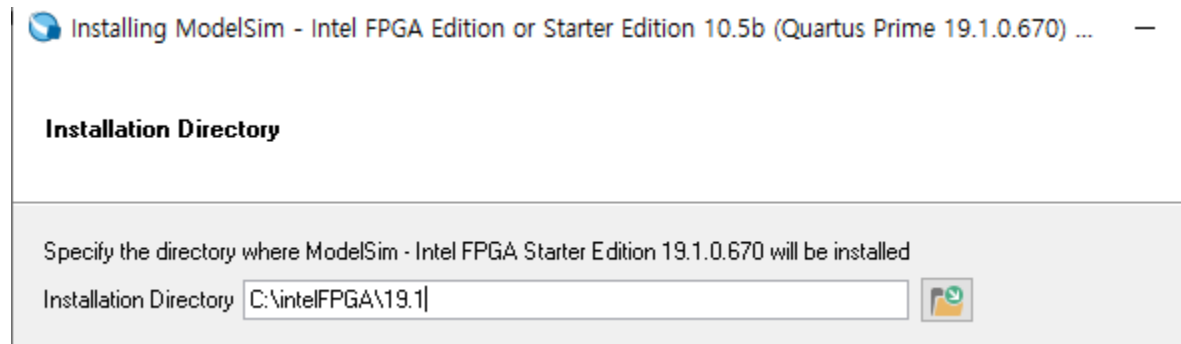 Installing ModelSim - Intel FPGA Edition or Starter Edition 10.5b (Quartus Prime 19.1.0.670) ...
Installation Directory
Specify the directory where ModelSim - Intel FPGA Starter Edition 19.1.0.670 will be installed
Installation Directory C:\intelFPGA\19.1